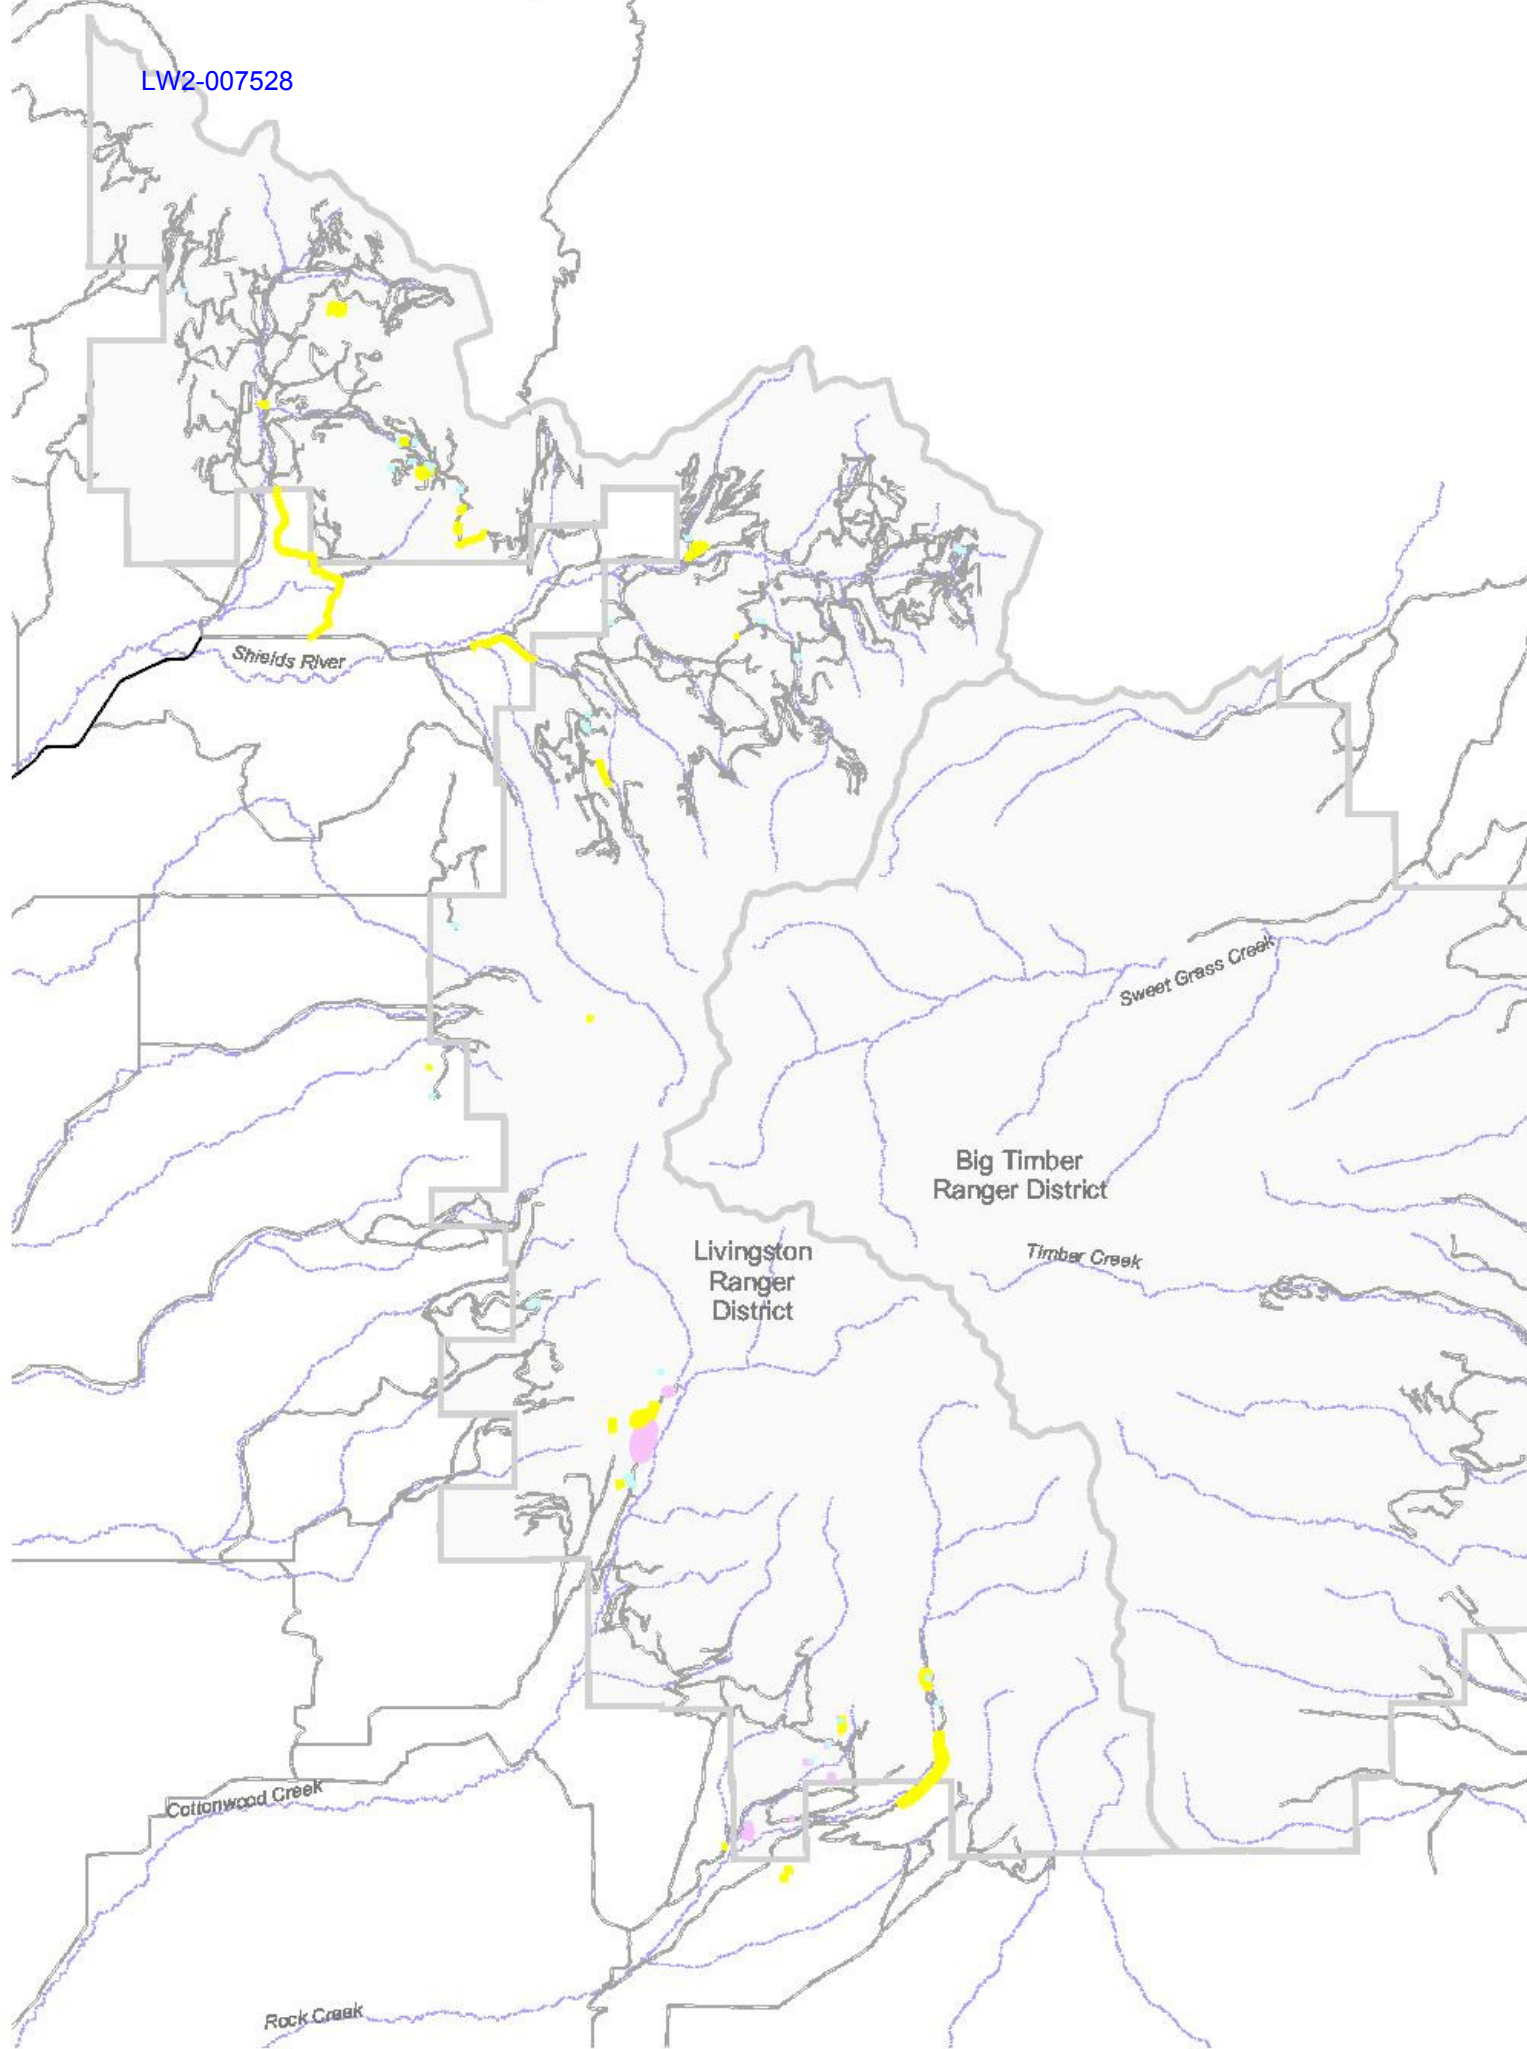 LW2-007528
Shields River
Sweet Grass Creek
Big Timber
Ranger District
Livingston
Ranger
District
Timber Creek
Cottonwood Creek
Rock Creek